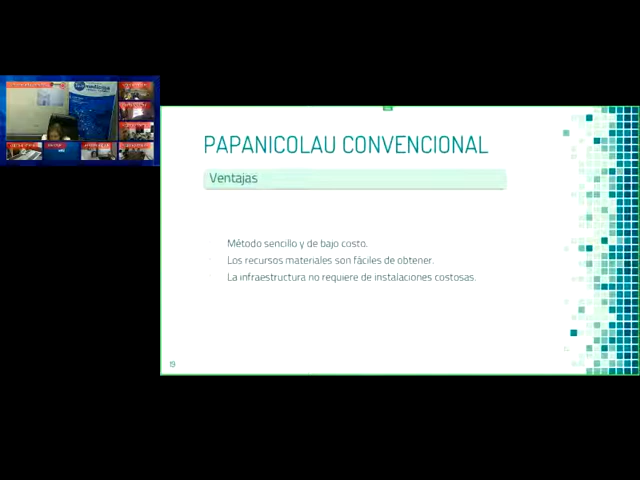 PAPANICOLAU CONVENCIONAL
Ventajas
Método sencillo y de bajo costo.
Los recursos materiales son fáciles de obtener.
La infraestructura no requiere de instalaciones costosas.
19